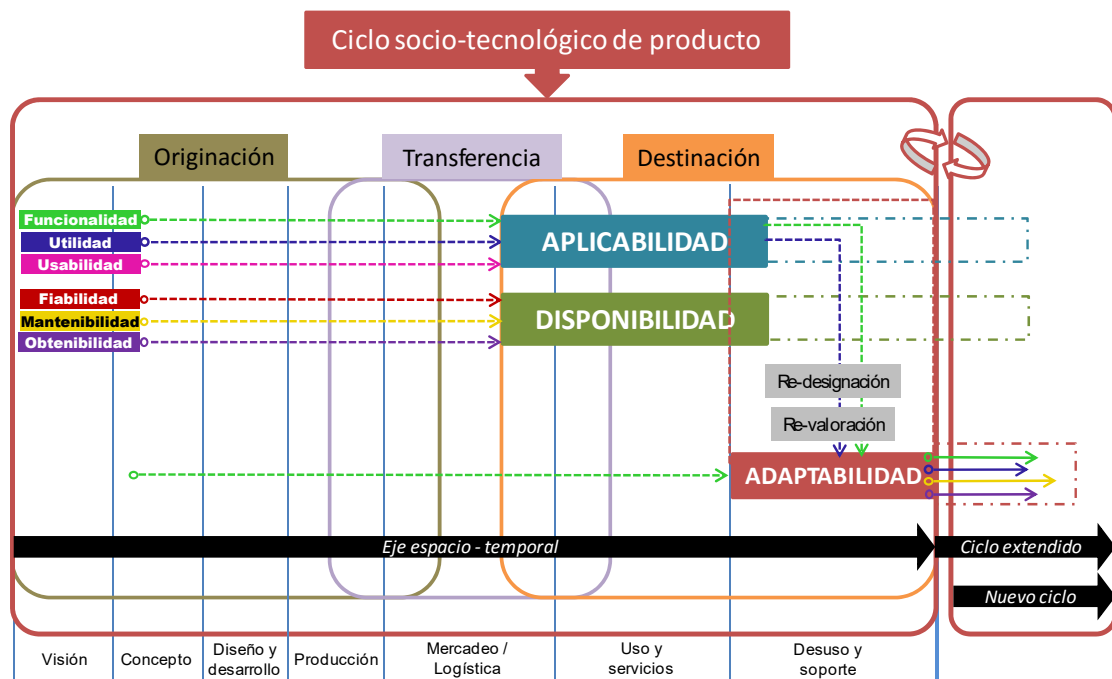 Ciclo socio-tecnológico de producto
Originación
Transferencia
Destinación
Funcionalidad
Utilidad
Usabilidad
APLICABILIDAD
Fiabilidad
Mantenibilidad
Obtenibilidad
DISPONIBILIDAD
Re-designación
Re-valoración
ADAPTABILIDAD
Eje espacio - temporal
Ciclo extendido
Nuevo ciclo
Visión
Concepto
Diseño y
desarrollo
Producción
Mercadeo /
Logística
Uso y
servicios
Desuso y
soporte